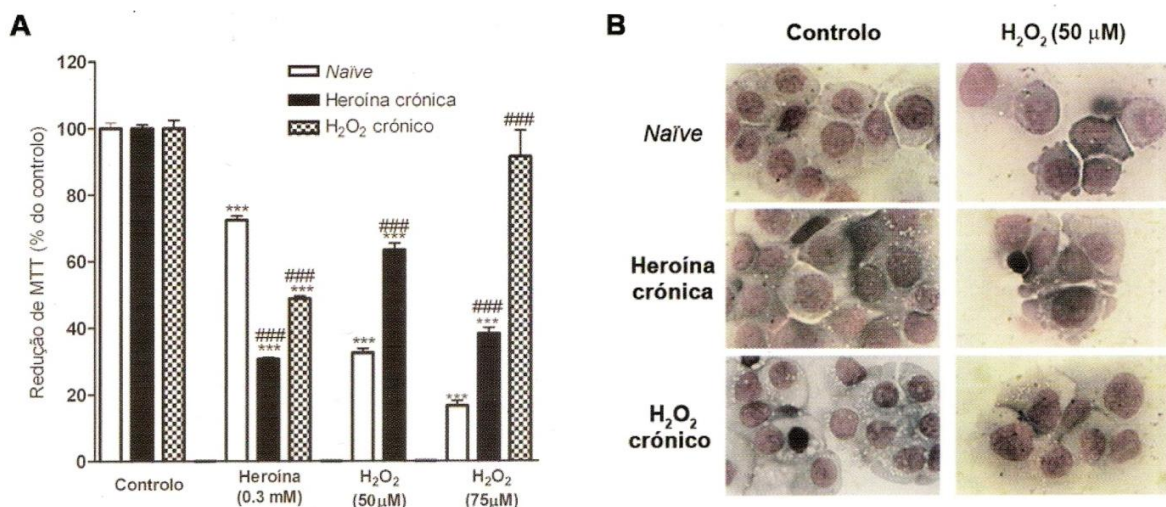 A
Redução de MTT (% do controlo)
120
100
80
60
40
20
0
Naïve
Heroína crónica
H₂O₂ crónico
***
###
***
###
***
***
###
***
***
###
***
###
Controlo
Heroína
(0.3 mM)
H₂O₂
(50μM)
H₂O₂
(75μM)
B
Controlo
H₂O₂ (50 μM)
Naïve
Heroína
crónica
H₂O₂
crónico